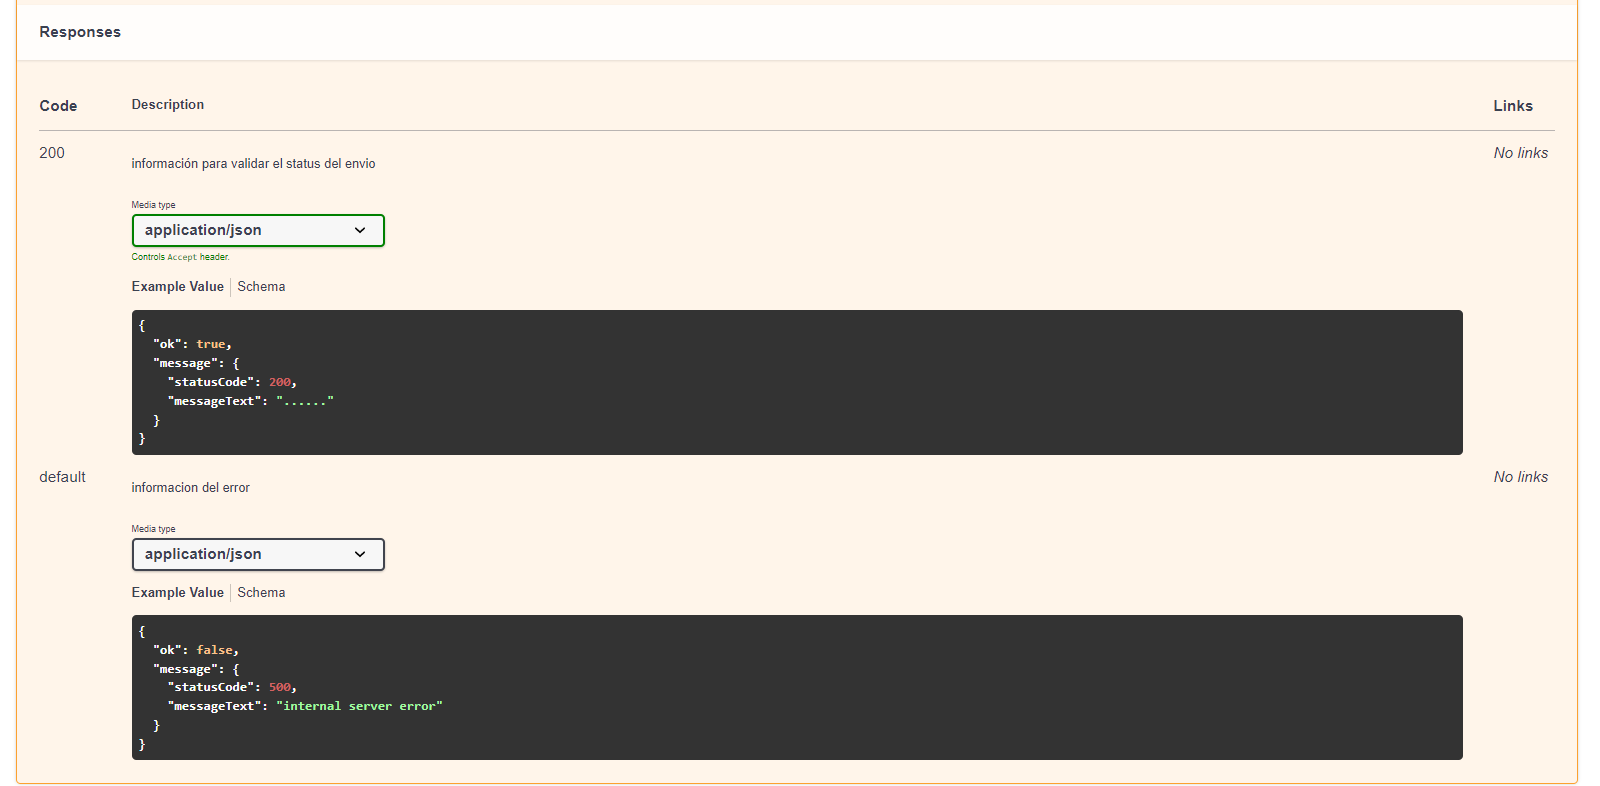 Responses
Code Description Links
200 información para validar el status del envio No links
Media type
application/json
Controls Accept header.
Example Value Schema
{
"ok": true,
"message": {
"statusCode": 200,
"messageText": "......"
}
}
default informacion del error No links
Media type
application/json
Example Value Schema
{
"ok": false,
"message": {
"statusCode": 500,
"messageText": "internal server error"
}
}